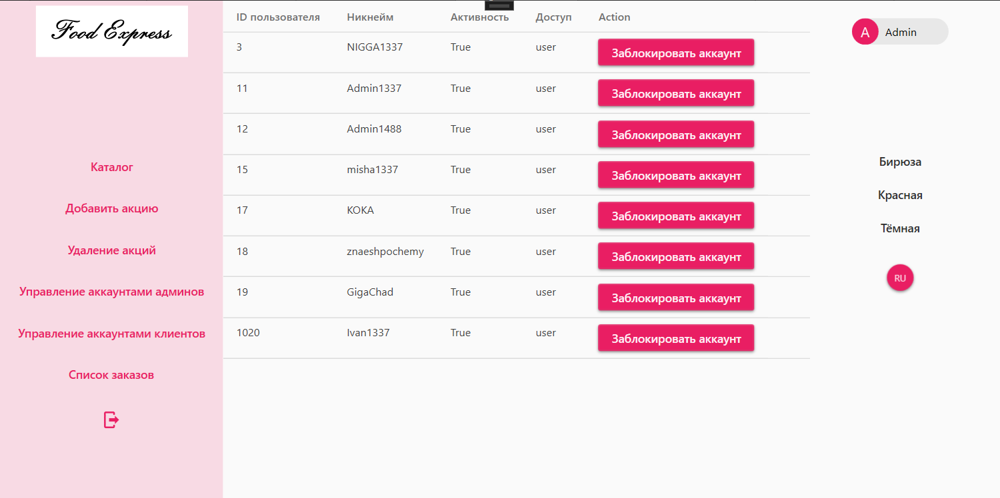 Food Express
Каталог
Добавить акцию
Удаление акций
Управление аккаунтами админов
Управление аккаунтами клиентов
Список заказов
ID пользователя Никнейм Активность Доступ Action
3 NIGGA1337 True user Заблокировать аккаунт
11 Admin1337 True user Заблокировать аккаунт
12 Admin1488 True user Заблокировать аккаунт
15 misha1337 True user Заблокировать аккаунт
17 KOKA True user Заблокировать аккаунт
18 znaeshpochemy True user Заблокировать аккаунт
19 GigaChad True user Заблокировать аккаунт
1020 Ivan1337 True user Заблокировать аккаунт
A Admin
Бирюза
Красная
Тёмная
RU